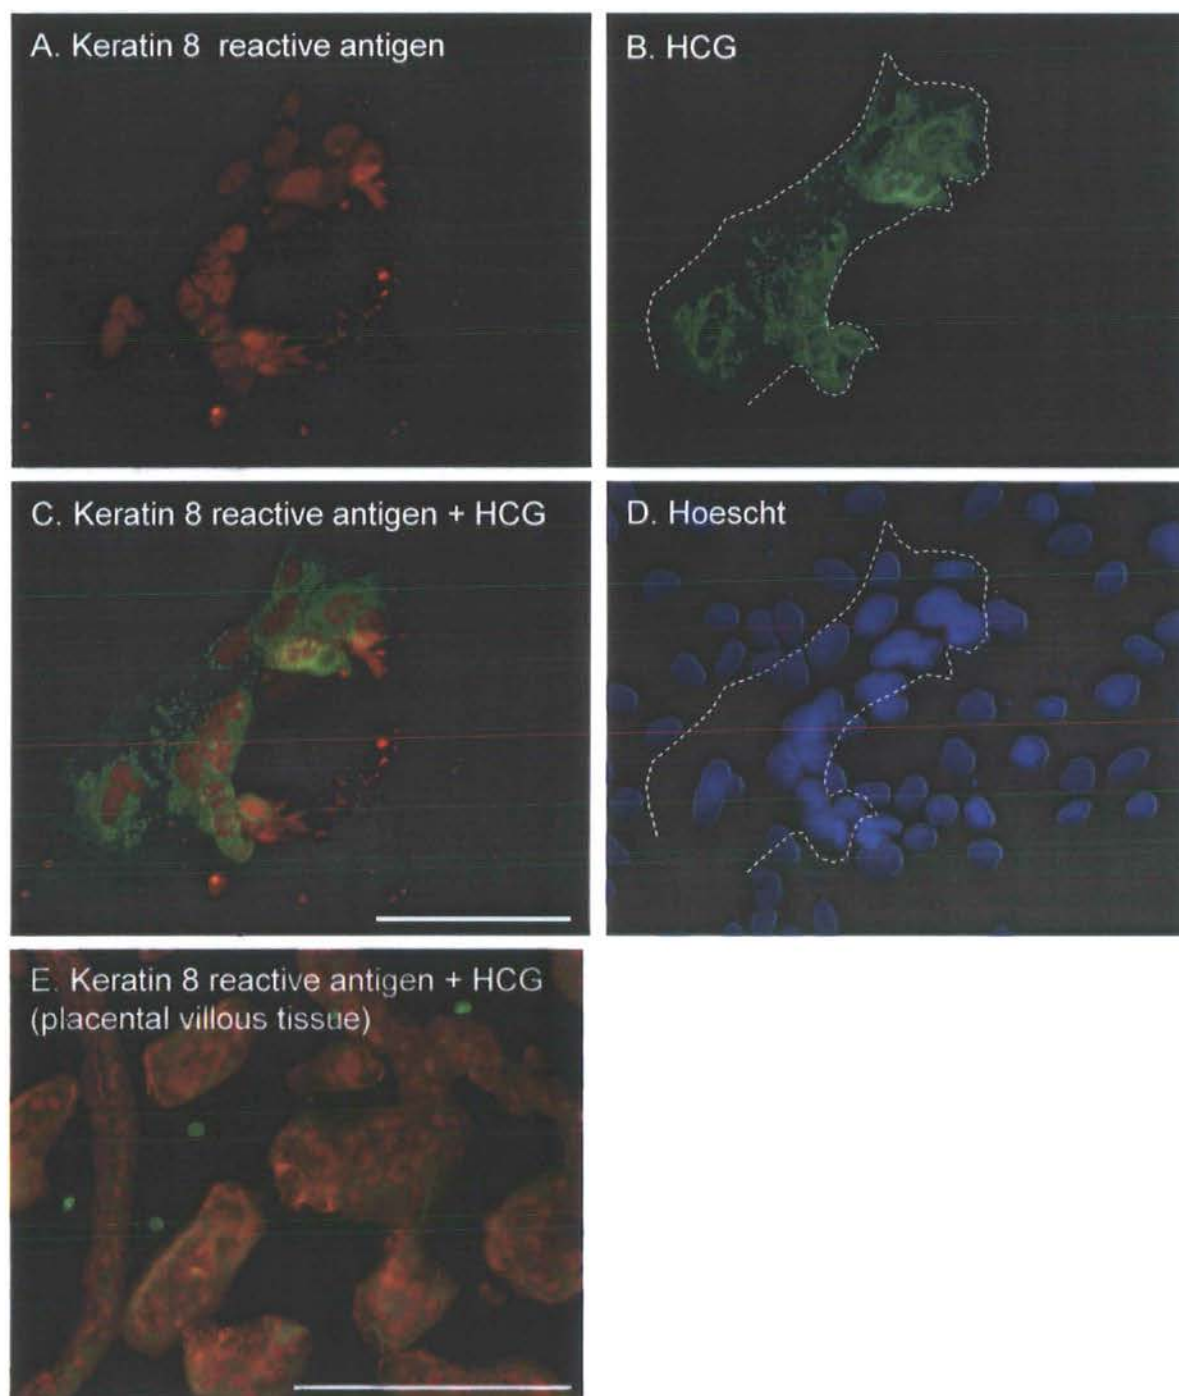 A. Keratin 8 reactive antigen
B. HCG
C. Keratin 8 reactive antigen + HCG
D. Hoescht
E. Keratin 8 reactive antigen + HCG
(placental villous tissue)